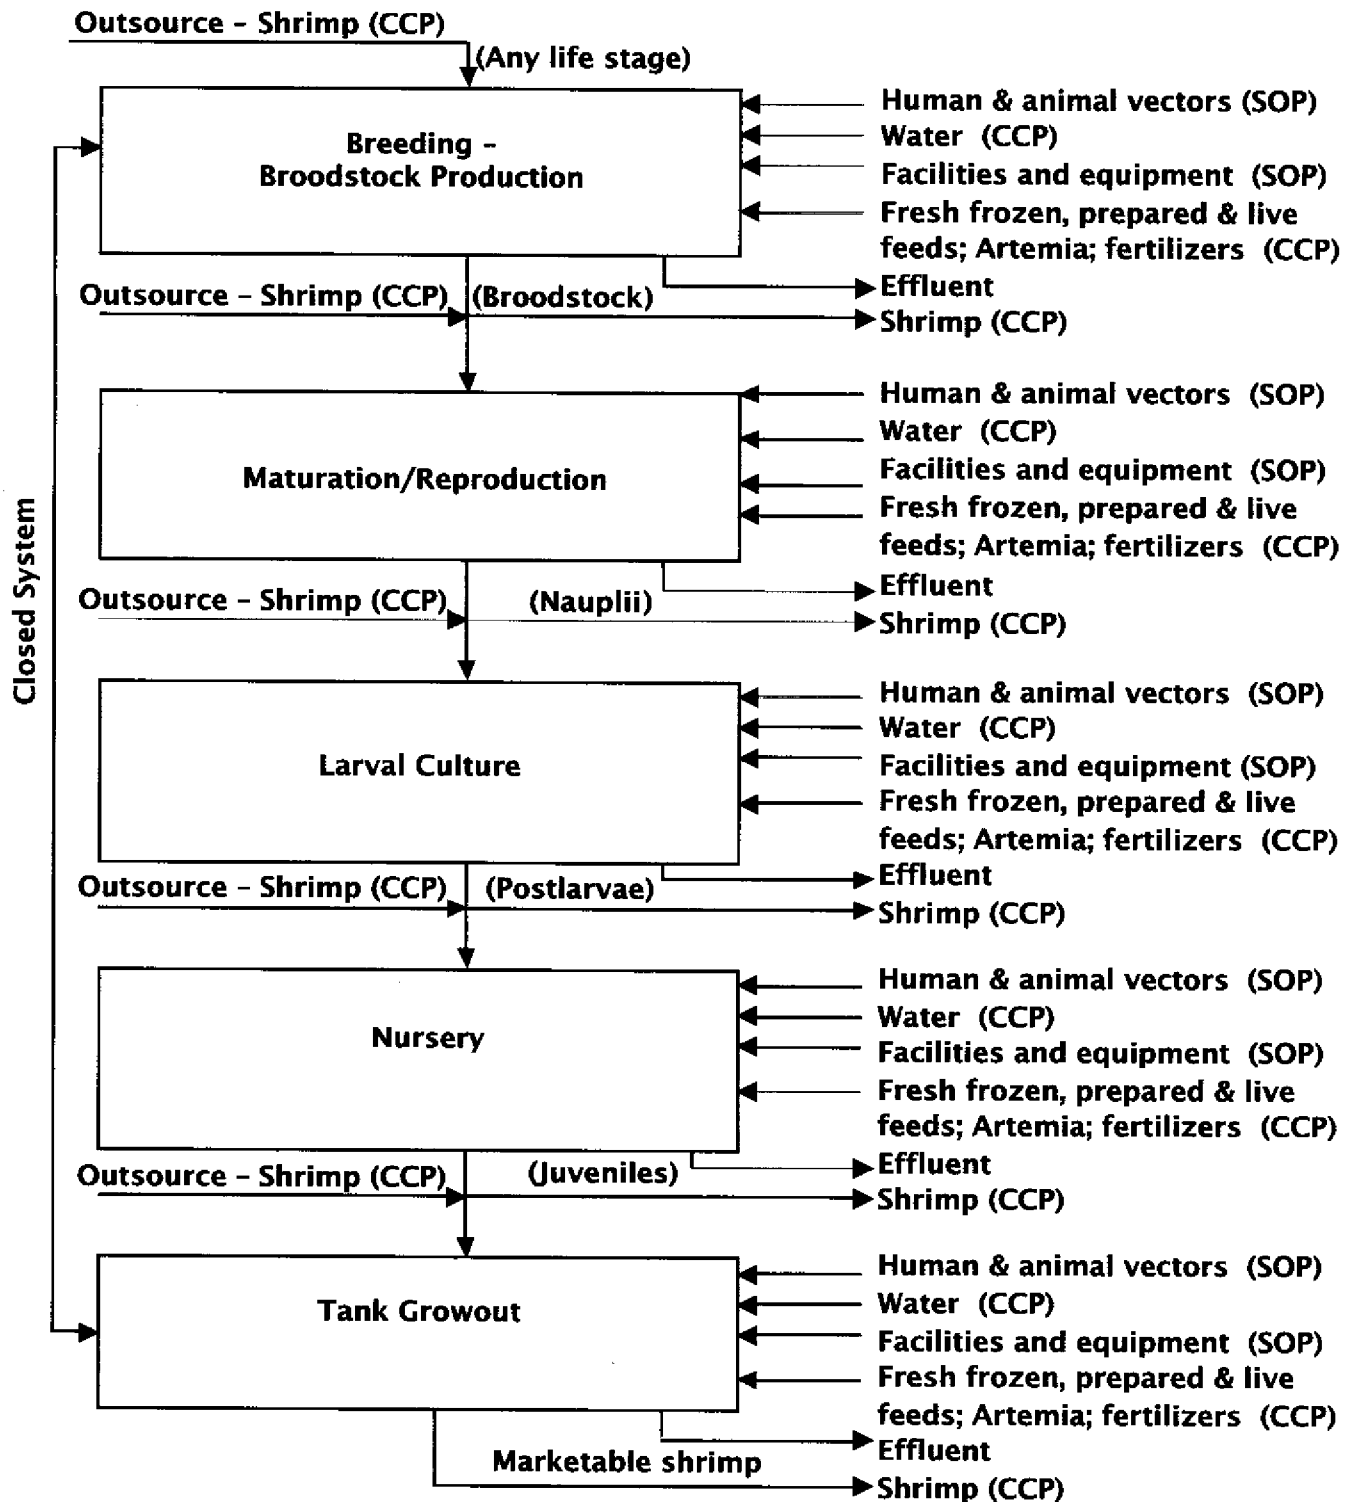 Outsource – Shrimp (CCP)
(Any life stage)
Breeding –
Broodstock Production
Human & animal vectors (SOP)
Water (CCP)
Facilities and equipment (SOP)
Fresh frozen, prepared & live
feeds; Artemia; fertilizers (CCP)
Effluent
Outsource – Shrimp (CCP)
(Broodstock)
Shrimp (CCP)
Maturation/Reproduction
Human & animal vectors (SOP)
Water (CCP)
Facilities and equipment (SOP)
Fresh frozen, prepared & live
feeds; Artemia; fertilizers (CCP)
Effluent
Outsource – Shrimp (CCP)
(Nauplii)
Shrimp (CCP)
Closed System
Larval Culture
Human & animal vectors (SOP)
Water (CCP)
Facilities and equipment (SOP)
Fresh frozen, prepared & live
feeds; Artemia; fertilizers (CCP)
Effluent
Outsource – Shrimp (CCP)
(Postlarvae)
Shrimp (CCP)
Nursery
Human & animal vectors (SOP)
Water (CCP)
Facilities and equipment (SOP)
Fresh frozen, prepared & live
feeds; Artemia; fertilizers (CCP)
Effluent
Outsource – Shrimp (CCP)
(Juveniles)
Shrimp (CCP)
Tank Growout
Human & animal vectors (SOP)
Water (CCP)
Facilities and equipment (SOP)
Fresh frozen, prepared & live
feeds; Artemia; fertilizers (CCP)
Effluent
Marketable shrimp
Shrimp (CCP)